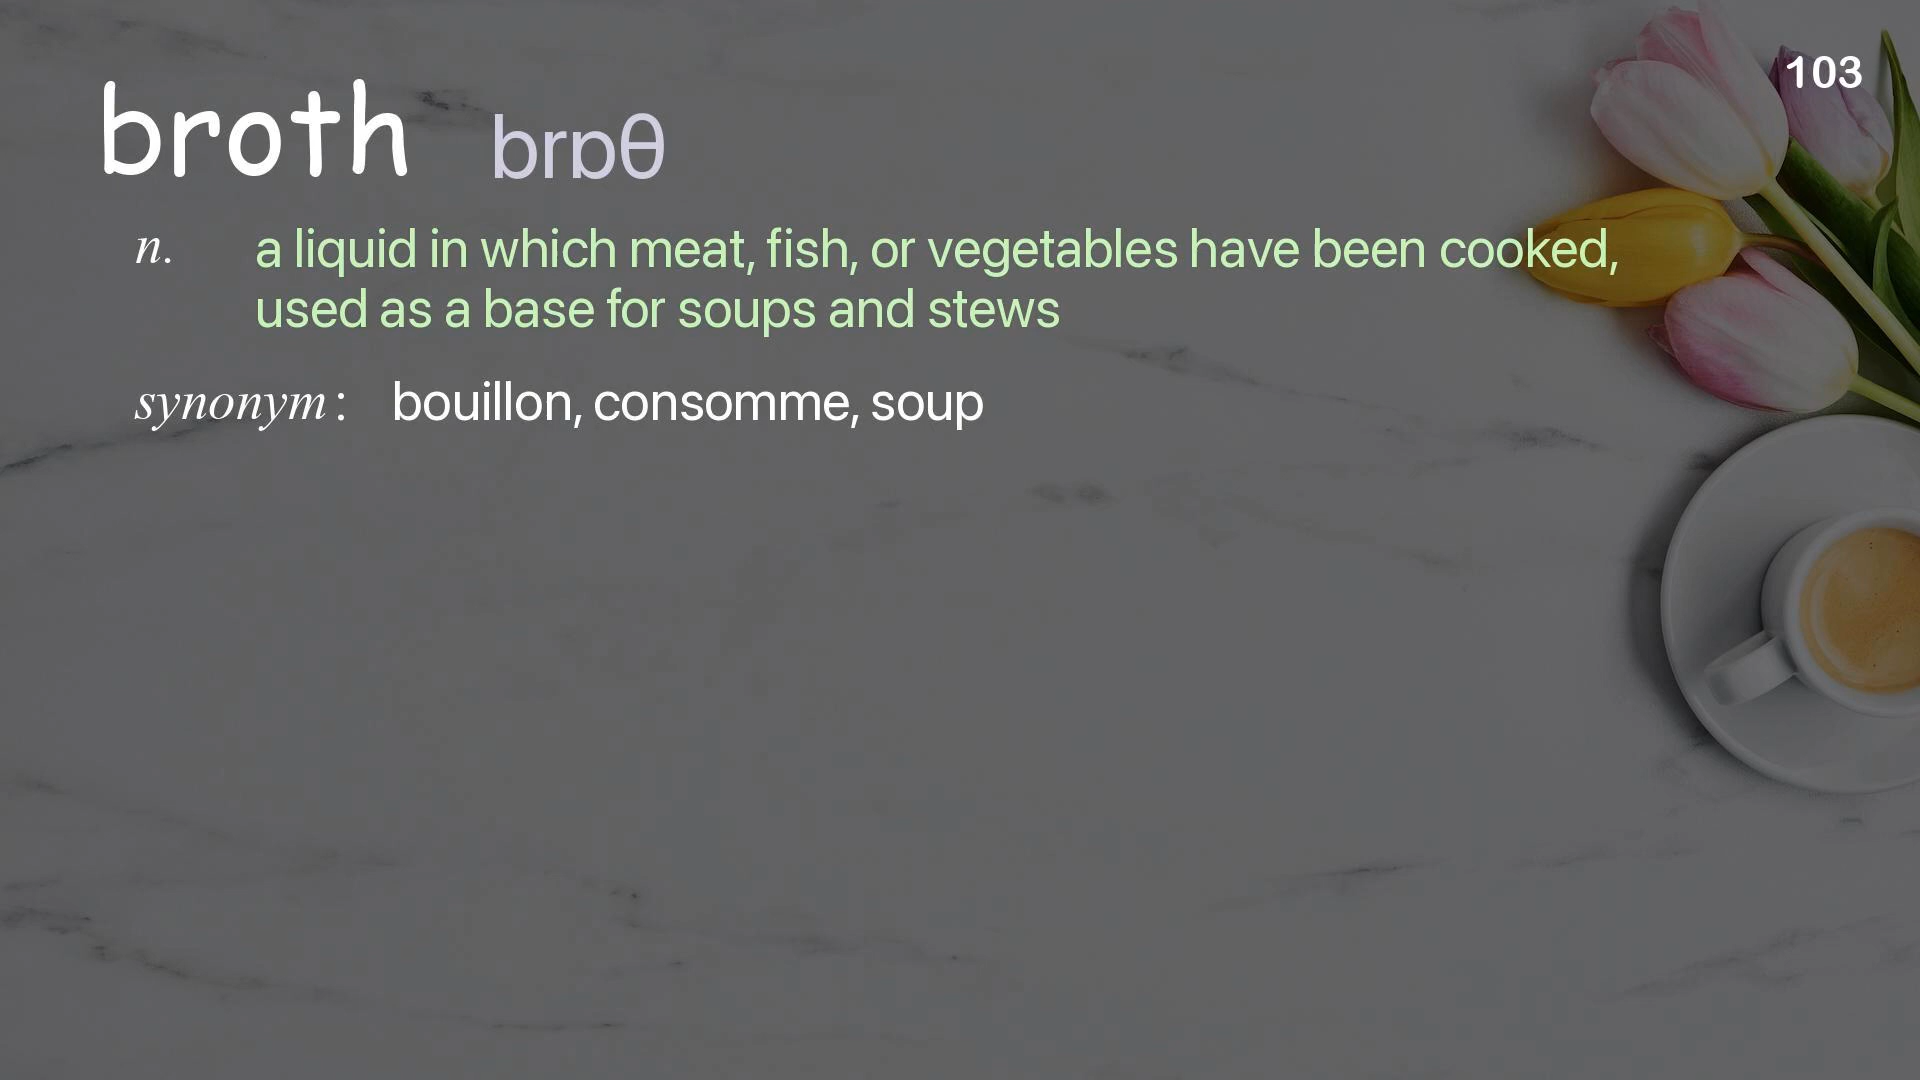 103
broth brɒθ
n. a liquid in which meat, fish, or vegetables have been cooked,
used as a base for soups and stews
synonym : bouillon, consomme, soup